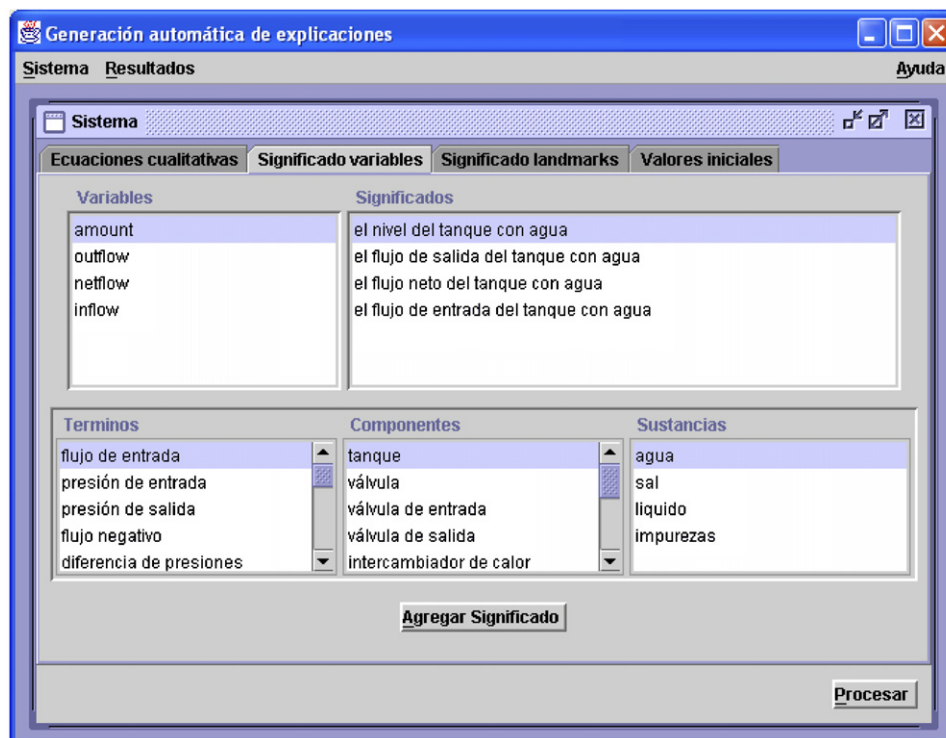 Generación automática de explicaciones
Sistema Resultados Ayuda
Sistema
Ecuaciones cualitativas Significado variables Significado landmarks Valores iniciales
Variables Significados
amount el nivel del tanque con agua
outflow el flujo de salida del tanque con agua
netflow el flujo neto del tanque con agua
inflow el flujo de entrada del tanque con agua
Terminos Componentes Sustancias
flujo de entrada tanque agua
presión de entrada válvula sal
presión de salida válvula de entrada liquido
flujo negativo válvula de salida impurezas
diferencia de presiones intercambiador de calor
Agregar Significado
Procesar